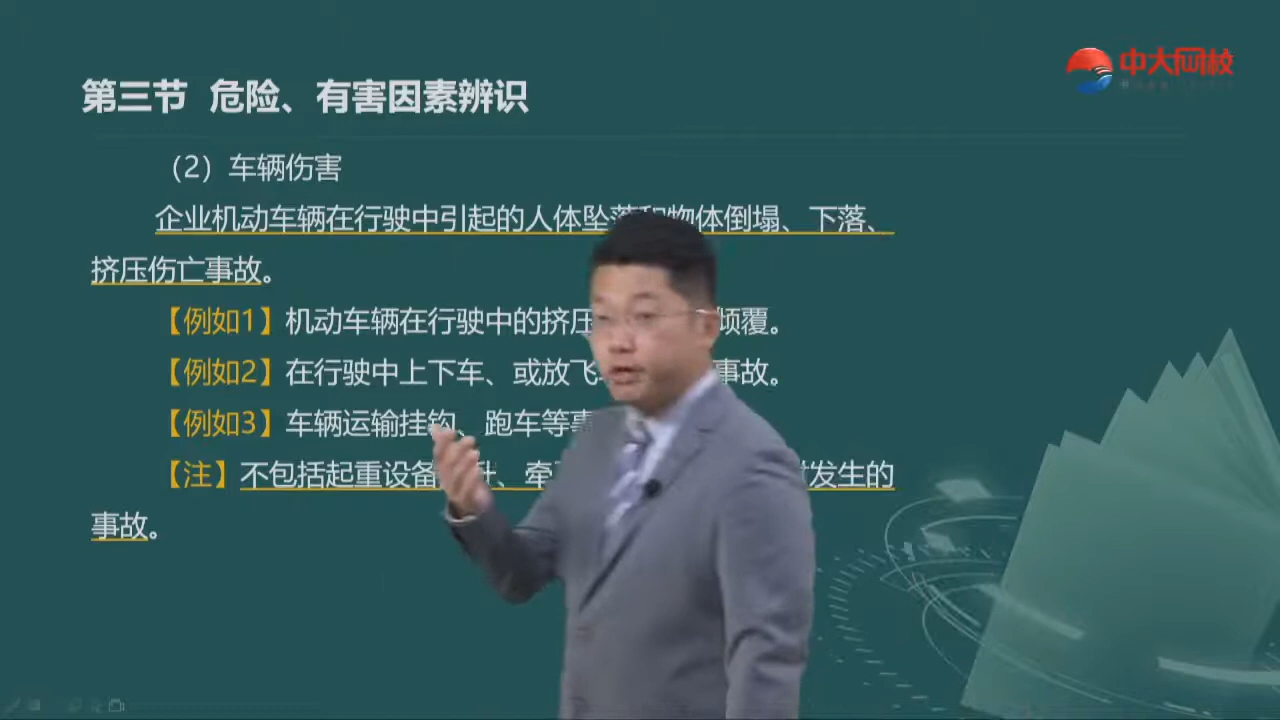 中大网校
第三节 危险、有害因素辨识
（2）车辆伤害
企业机动车辆在行驶中引起的人体坠落和物体倒塌、下落、
挤压伤亡事故。
【例如1】机动车辆在行驶中的挤压 倾覆。
【例如2】在行驶中上下车、或放飞 事故。
【例如3】车辆运输挂钩、跑车等事
【注】不包括起重设备 升、牵 时发生的
事故。